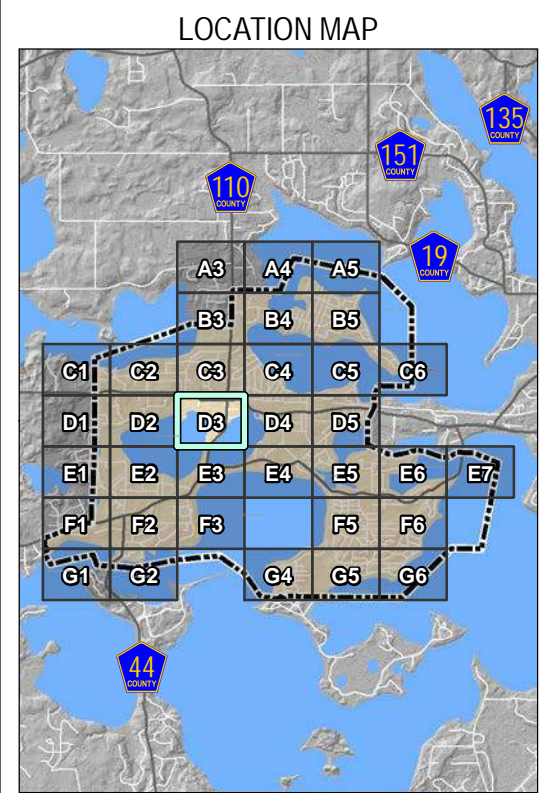 LOCATION MAP
135
COUNTY
151
COUNTY
110
COUNTY
19
COUNTY
A3 A4 A5
B3 B4 B5
C1 C2 C3 C4 C5 C6
D1 D2 D3 D4 D5
E1 E2 E3 E4 E5 E6 E7
F1 F2 F3 F5 F6
G1 G2 G4 G5 G6
44
COUNTY